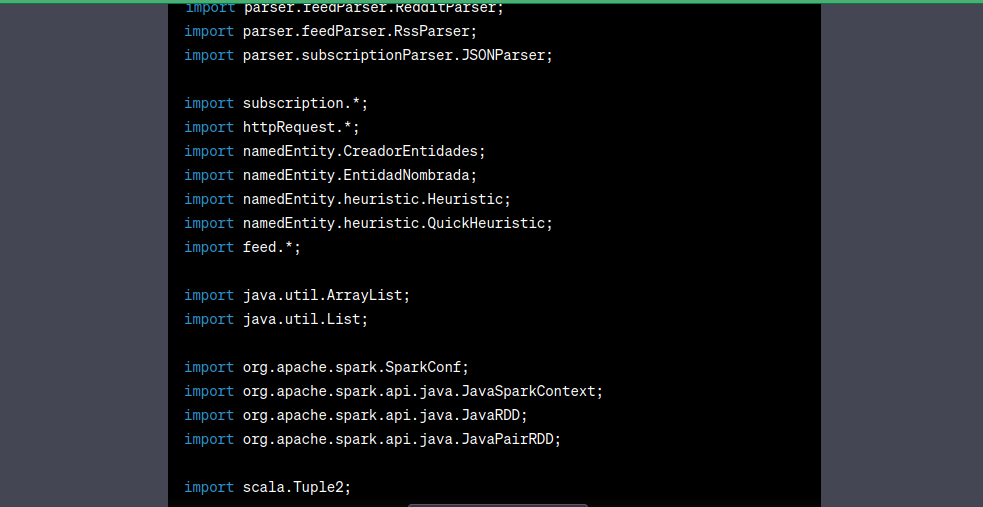 import parser.feedParser.RedditParser;
import parser.feedParser.RssParser;
import parser.subscriptionParser.JSONParser;
import subscription.*;
import httpRequest.*;
import namedEntity.CreadorEntidades;
import namedEntity.EntidadNombrada;
import namedEntity.heuristic.Heuristic;
import namedEntity.heuristic.QuickHeuristic;
import feed.*;
import java.util.ArrayList;
import java.util.List;
import org.apache.spark.SparkConf;
import org.apache.spark.api.java.JavaSparkContext;
import org.apache.spark.api.java.JavaRDD;
import org.apache.spark.api.java.JavaPairRDD;
import scala.Tuple2;